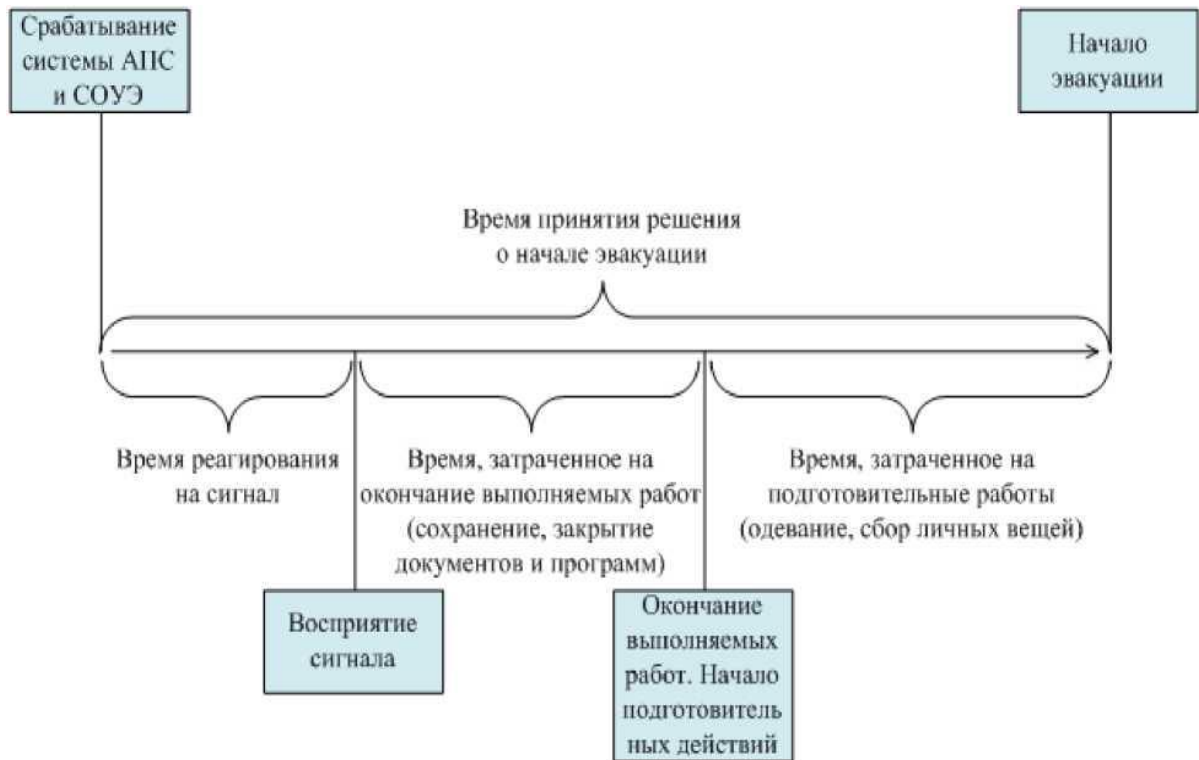 Срабатывание
системы АПС
и СОУЭ
Начало
эвакуации
Время принятия решения
о начале эвакуации
Время реагирования
на сигнал
Время, затраченное на
окончание выполняемых работ
(сохранение, закрытие
документов и программ)
Время, затраченное на
подготовительные работы
(одевание, сбор личных вещей)
Восприятие
сигнала
Окончание
выполняемых
работ. Начало
подготовитель
ных действий